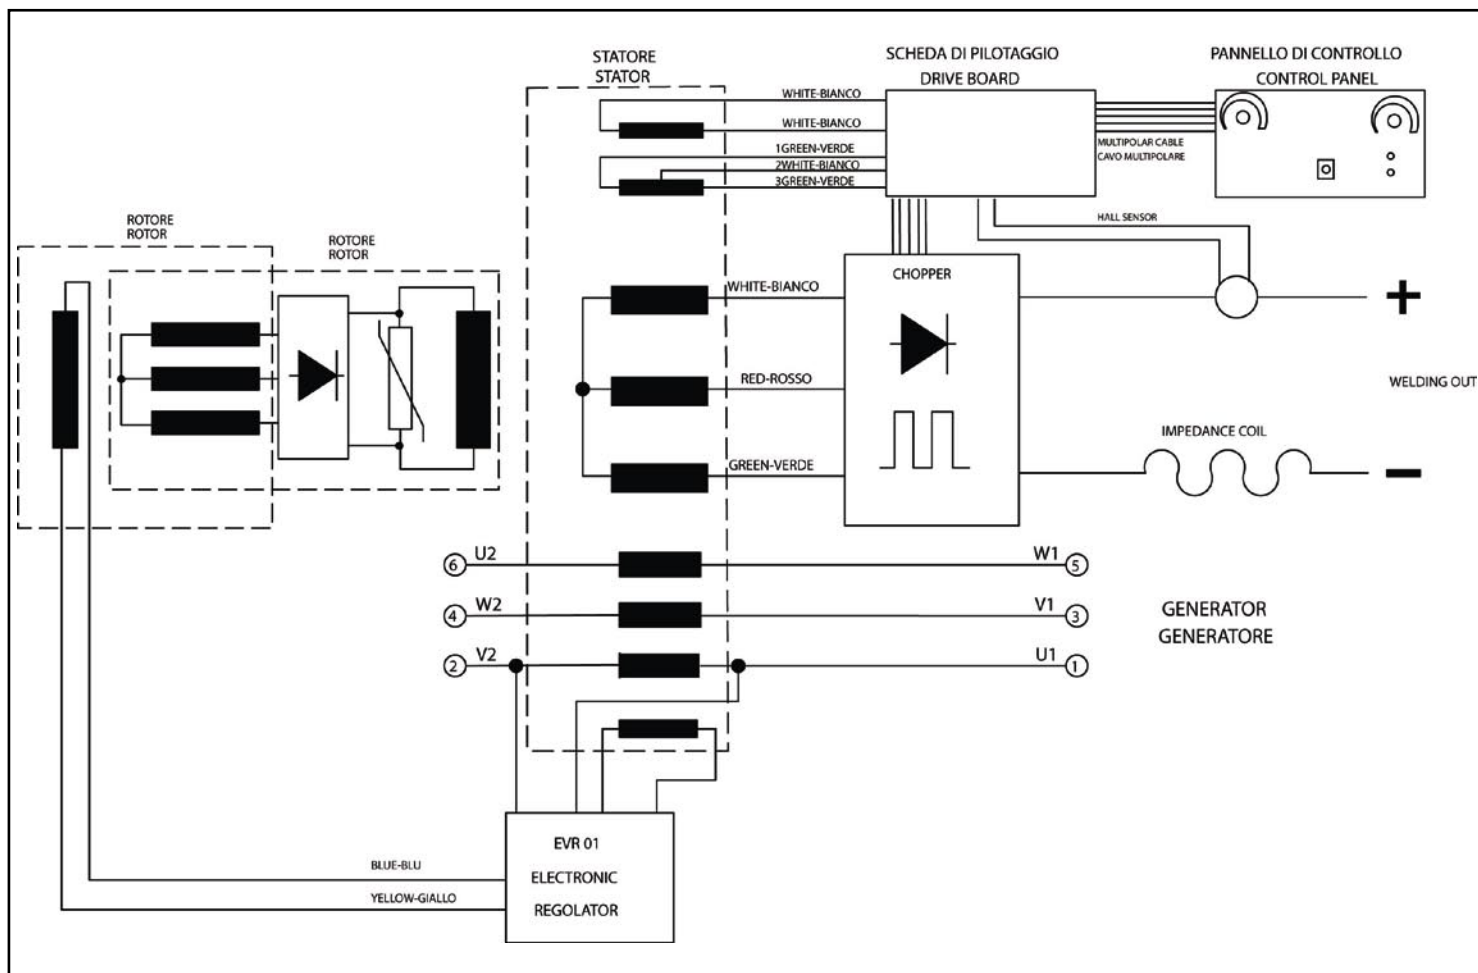 STATORE
STATOR
SCHEDA DI PILOTAGGIO
DRIVE BOARD
PANNELLO DI CONTROLLO
CONTROL PANEL
WHITE-BIANCO
WHITE-BIANCO
1GREEN-VERDE
2WHITE-BIANCO
3GREEN-VERDE
MULTIPOLAR CABLE
CAVO MULTIPOLARE
ROTORE
ROTOR
ROTORE
ROTOR
HALL SENSOR
CHOPPER
WHITE-BIANCO
+
RED-ROSSO
WELDING OUT
IMPEDANCE COIL
GREEN-VERDE
-
6 U2
W1 5
4 W2
V1 3
2 V2
U1 1
GENERATOR
GENERATORE
EVR 01
ELECTRONIC
REGOLATOR
BLUE-BLU
YELLOW-GIALLO